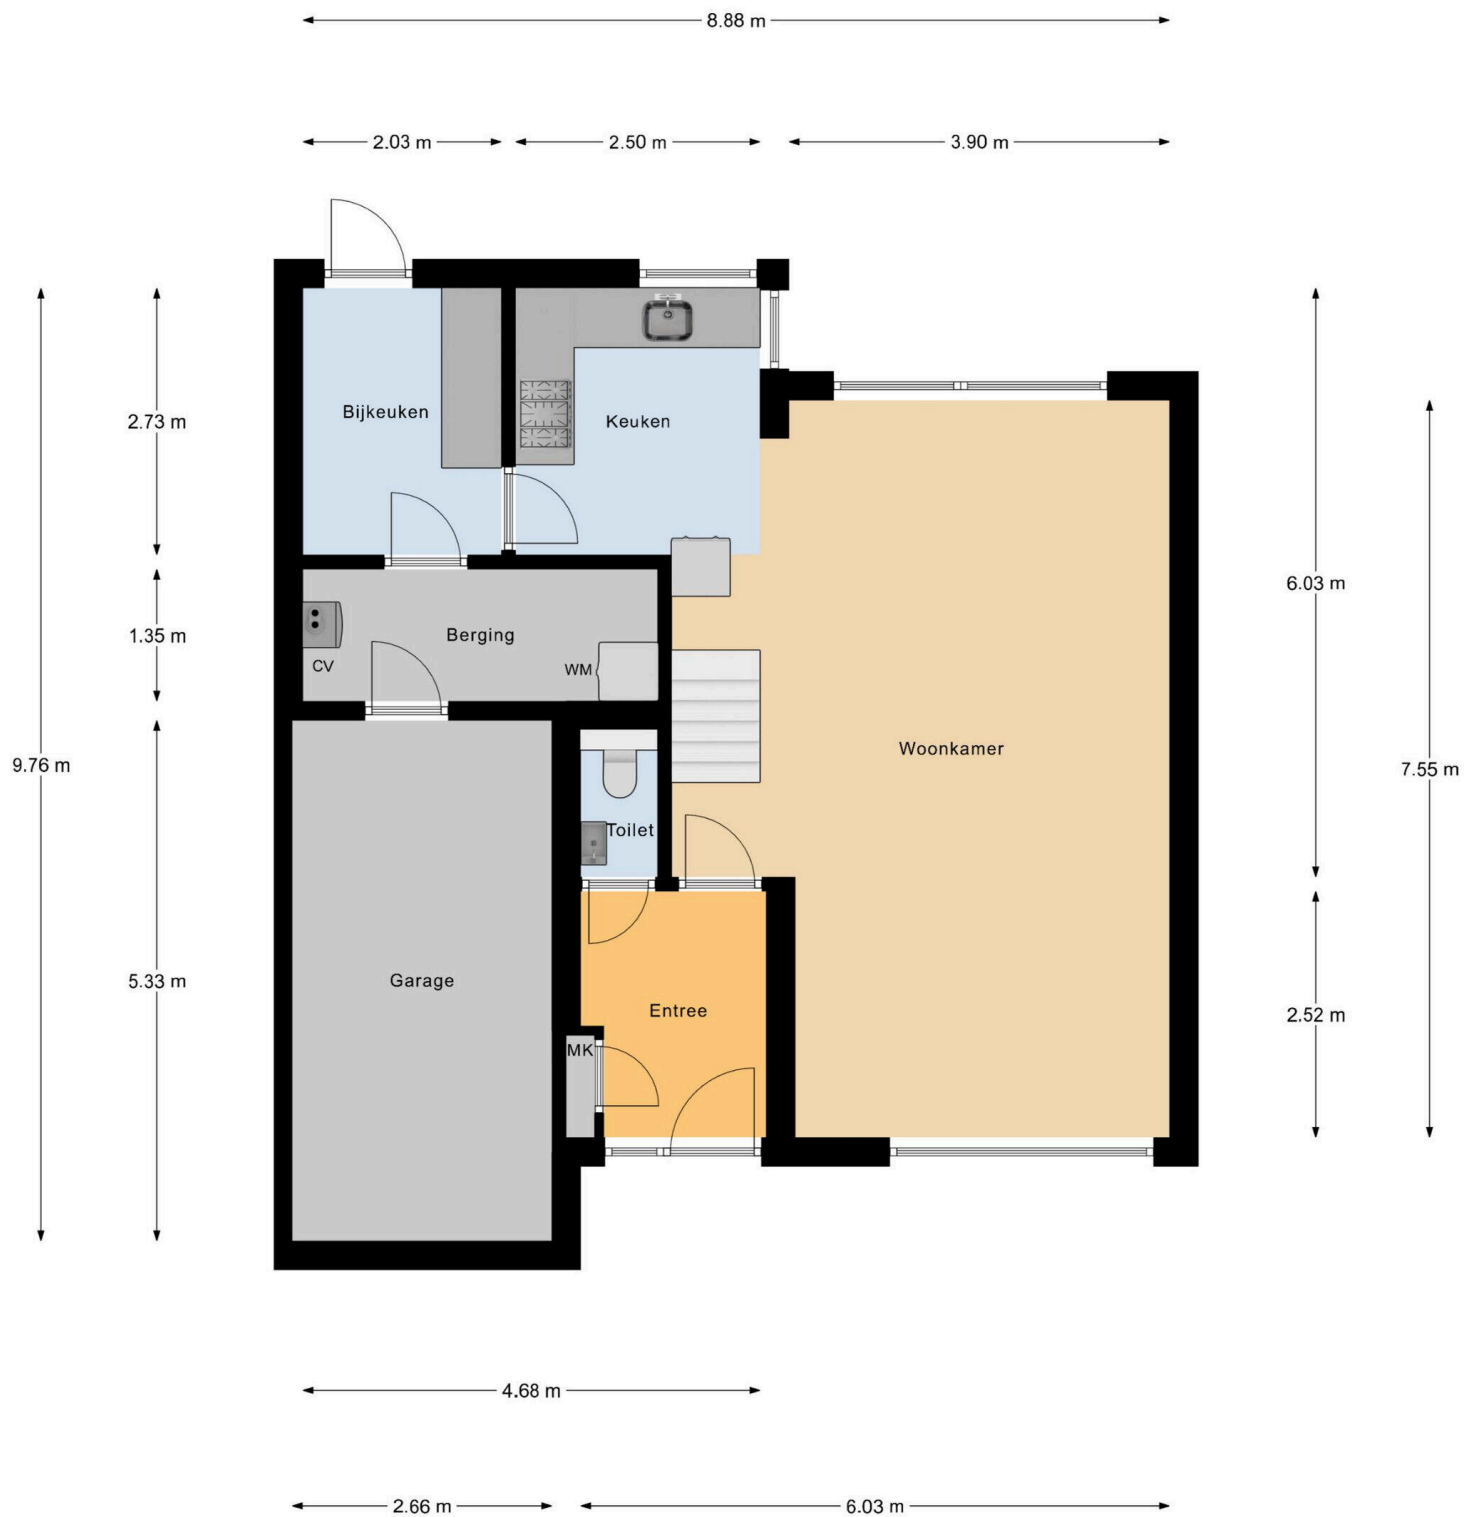 8.88 m
2.03 m
2.50 m
3.90 m
Bijkeuken
Keuken
2.73 m
6.03 m
Berging
1.35 m
CV
WM
Woonkamer
9.76 m
7.55 m
Toilet
Garage
5.33 m
Entree
2.52 m
MK
4.68 m
2.66 m
6.03 m